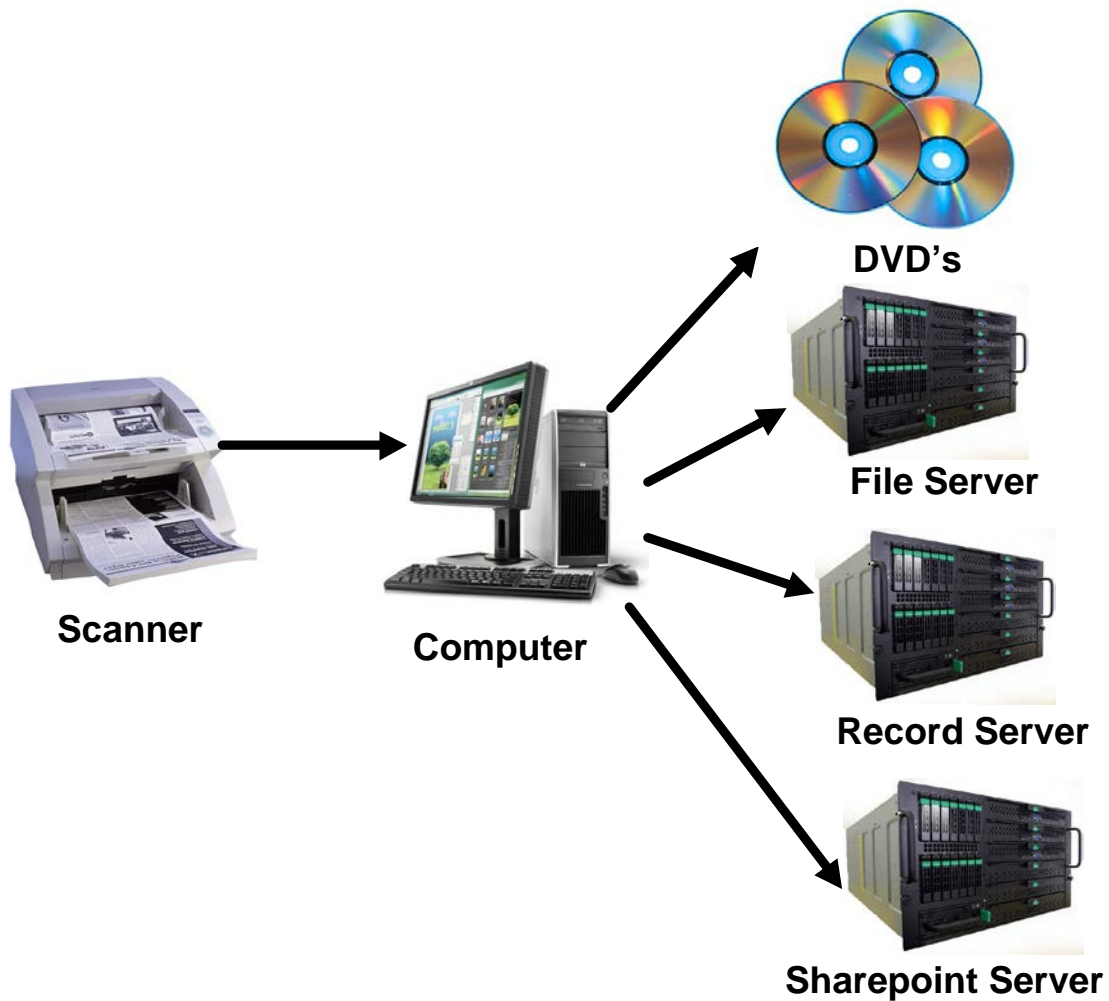 DVD's
File Server
Scanner
Computer
Record Server
Sharepoint Server